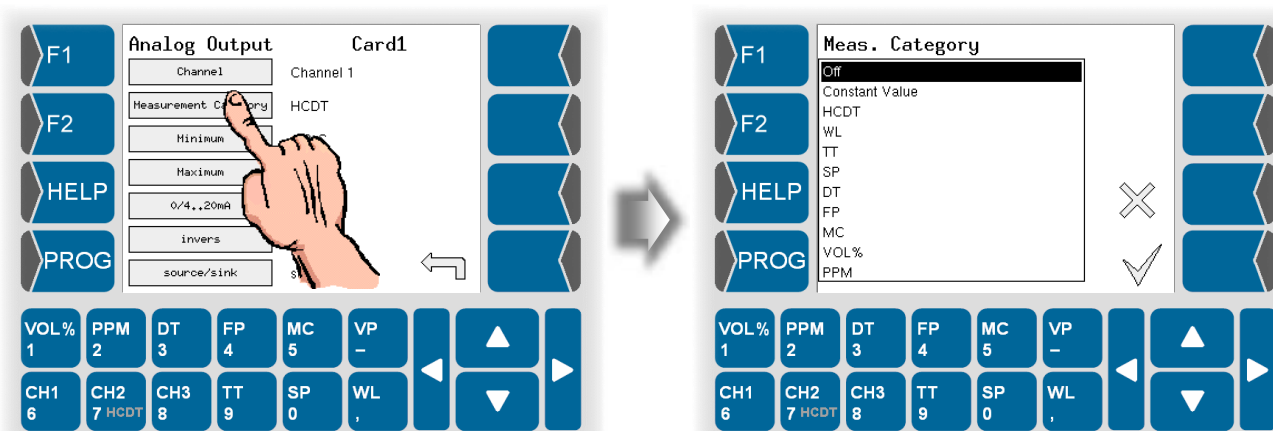 F1
F2
HELP
PROG
Analog Output Card1
Channel Channel 1
Measurement HCDT
Minimum
Maximum
0/4..20mA
invers
source/sink
VOL% PPM DT FP MC VP
1 2 3 4 5 –
CH1 CH2 CH3 TT SP WL
6 7 HCDT 8 9 0 ,
F1
F2
HELP
PROG
Meas. Category
Off
Constant Value
HCDT
WL
TT
SP
DT
FP
MC
VOL%
PPM
VOL% PPM DT FP MC VP
1 2 3 4 5 –
CH1 CH2 CH3 TT SP WL
6 7 HCDT 8 9 0 ,